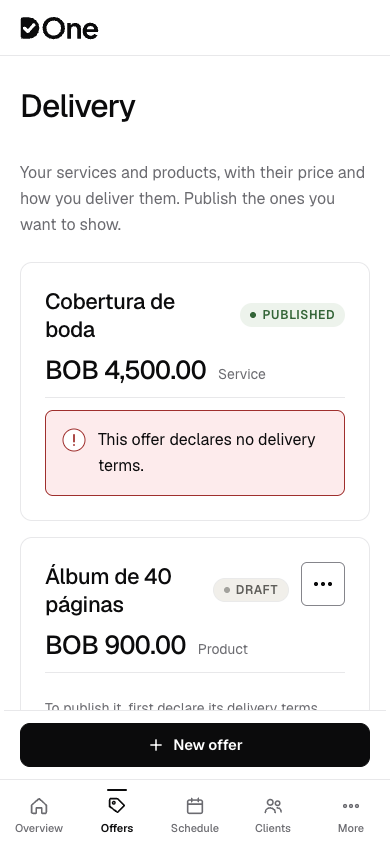 One
Delivery
Your services and products, with their price and
how you deliver them. Publish the ones you
want to show.
Cobertura de
boda
PUBLISHED
BOB 4,500.00 Service
This offer declares no delivery
terms.
Álbum de 40
páginas
DRAFT
BOB 900.00 Product
To publish it, first declare its delivery terms
New offer
Overview Offers Schedule Clients More